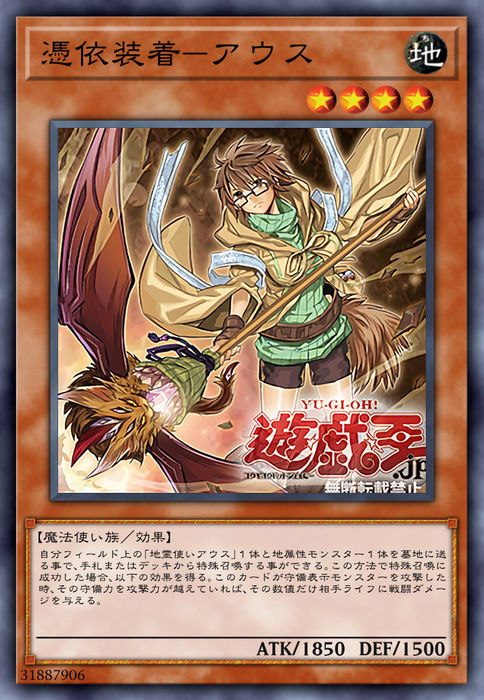 憑依装着－アウス
ち
地
YU-GI-OH!
遊戯王
.JP
無断転載禁止
【魔法使い族／効果】
自分フィールド上の「地霊使いアウス」1体と地属性モンスター1体を墓地に送
る事で、手札またはデッキから特殊召喚する事ができる。この方法で特殊召喚に
成功した場合、以下の効果を得る。このカードが守備表示モンスターを攻撃した
時、その守備力を攻撃力が越えていれば、その数値だけ相手ライフに戦闘ダメー
ジを与える。
ATK/1850 DEF/1500
31887906